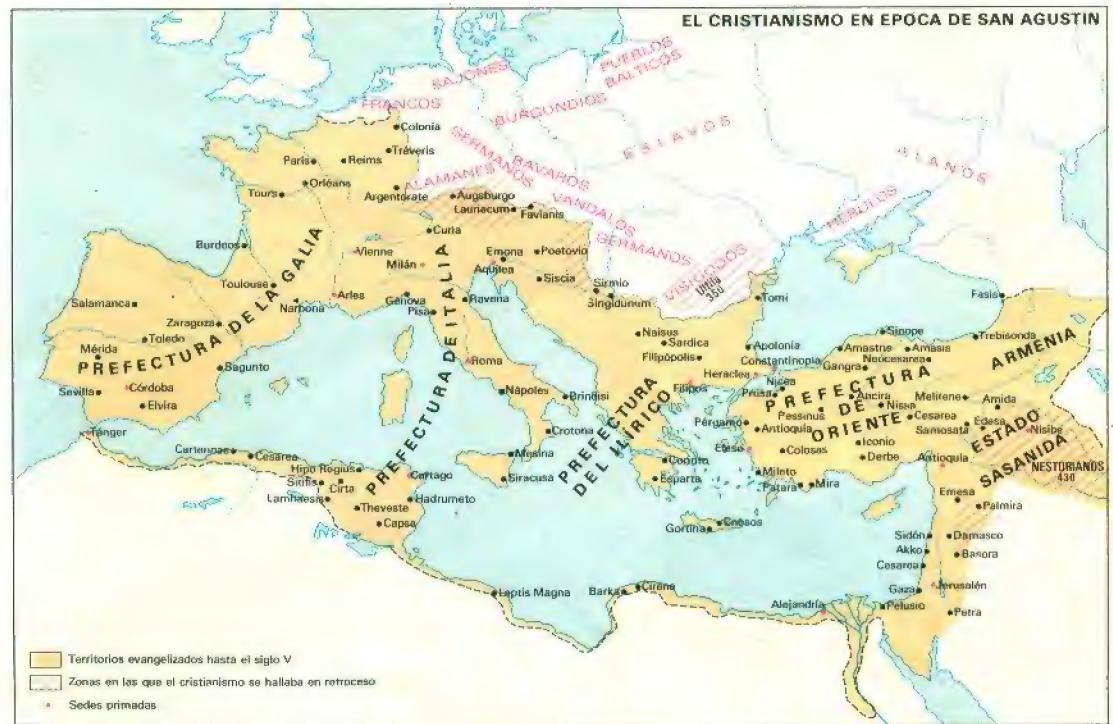 EL CRISTIANISMO EN EPOCA DE SAN AGUSTIN
SAJONES
PUEBLOS
BALTICOS
FRANCOS
BURGUNDIOS
ESLAVOS
ALANOS
GERMANOS
BAVAROS
ALAMANES
VANDALOS
GERMANOS
HERULOS
VISIGODOS
Ulfila
350
Colonia
Tréveris
París
Reims
Orléans
Tours
Argentorate
Augsburgo
Lauriacum
Favianis
Burdeos
Vienne
Milán
Curia
Emona
Poetovio
Aquilea
Siscia
Sirmio
Singidunum
Tomi
Fasis
Toulouse
Narbona
Arles
Génova
Pisa
Ravena
Salamanca
Zaragoza
Toledo
Mérida
Sagunto
Sevilla
Córdoba
Elvira
Tánger
PREFECTURA DE LA GALIA
PREFECTURA DE ITALIA
PREFECTURA
DEL ILIRICO
PREFECTURA
DE
ORIENTE
ARMENIA
ESTADO
SASANIDA
NESTORIANOS
430
Roma
Nápoles
Brindisi
Crotona
Mesina
Siracusa
Naisus
Sardica
Filipópolis
Apolonia
Constantinopla
Heraclea
Filipos
Nicea
Prusa
Sinope
Amastris
Amasia
Gangra
Neocesarea
Trebisonda
Ancira
Pessinus
Nissa
Melitene
Cesarea
Amida
Samosata
Edesa
Nisibe
Pérgamo
Antioquía
Efeso
Colosas
Iconio
Derbe
Antioquía
Mileto
Patara
Mira
Corinto
Esparta
Gortina
Cnosos
Emesa
Palmira
Sidón
Damasco
Akko
Basora
Cesarea
Jerusalén
Gaza
Pelusio
Petra
Alejandría
Cartennae
Cesarea
Hipo Regius
Sitifis
Cirta
Cartago
Lambaesis
Hadrumeto
Theveste
Capsa
Leptis Magna
Barka
Cirene
Territorios evangelizados hasta el siglo V
Zonas en las que el cristianismo se hallaba en retroceso
Sedes primadas